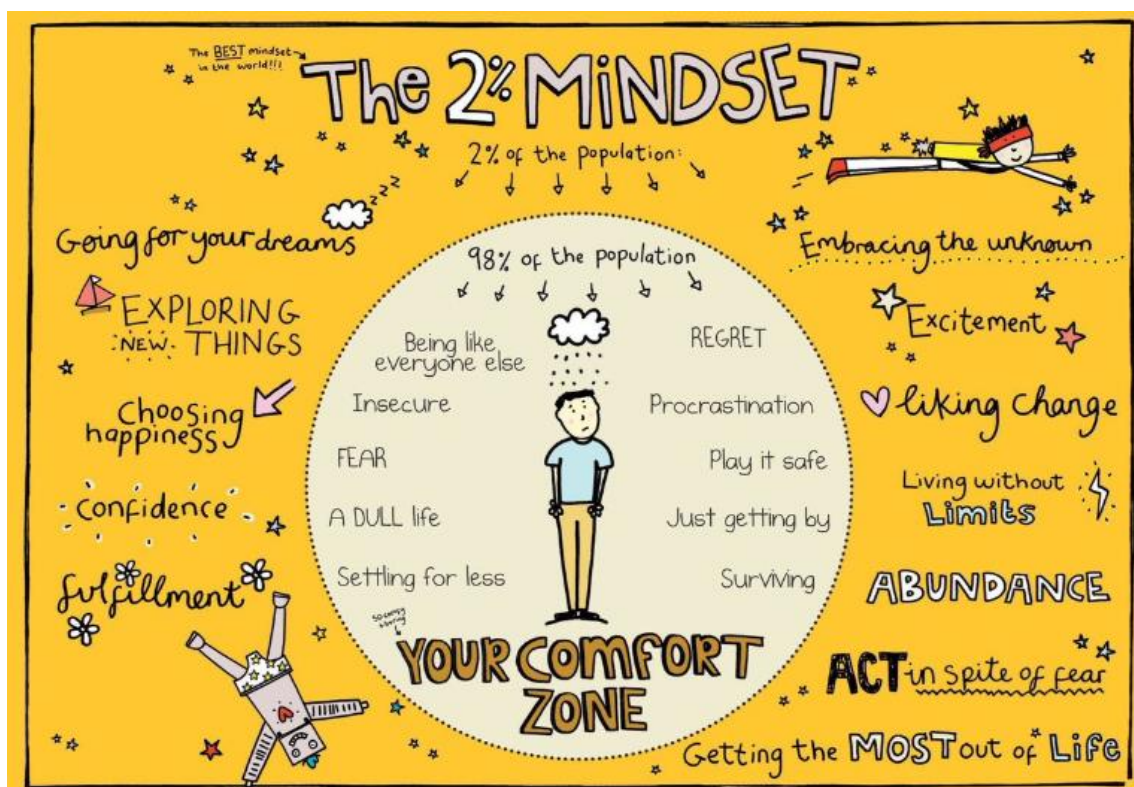 The BEST mindset
in the world!!!
The 2% MINDSET
2% of the population:
zzz
Going for your dreams
EXPLORING
NEW THINGS
Choosing
happiness
Confidence
fulfillment
98% of the population
Being like
everyone else
Insecure
FEAR
A DULL life
Settling for less
REGRET
Procrastination
Play it safe
Just getting by
Surviving
YOUR COMFORT
ZONE
Embracing the unknown
Excitement
liking change
Living without
Limits
ABUNDANCE
ACT in spite of fear
Getting the MOST out of Life